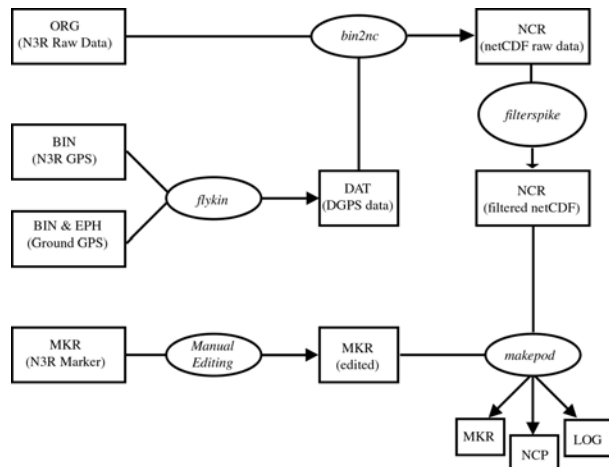 ORG
(N3R Raw Data)
bin2nc
NCR
(netCDF raw data)
filterspike
BIN
(N3R GPS)
flykin
DAT
(DGPS data)
NCR
(filtered netCDF)
BIN & EPH
(Ground GPS)
MKR
(N3R Marker)
Manual
Editing
MKR
(edited)
makepod
MKR
NCP
LOG